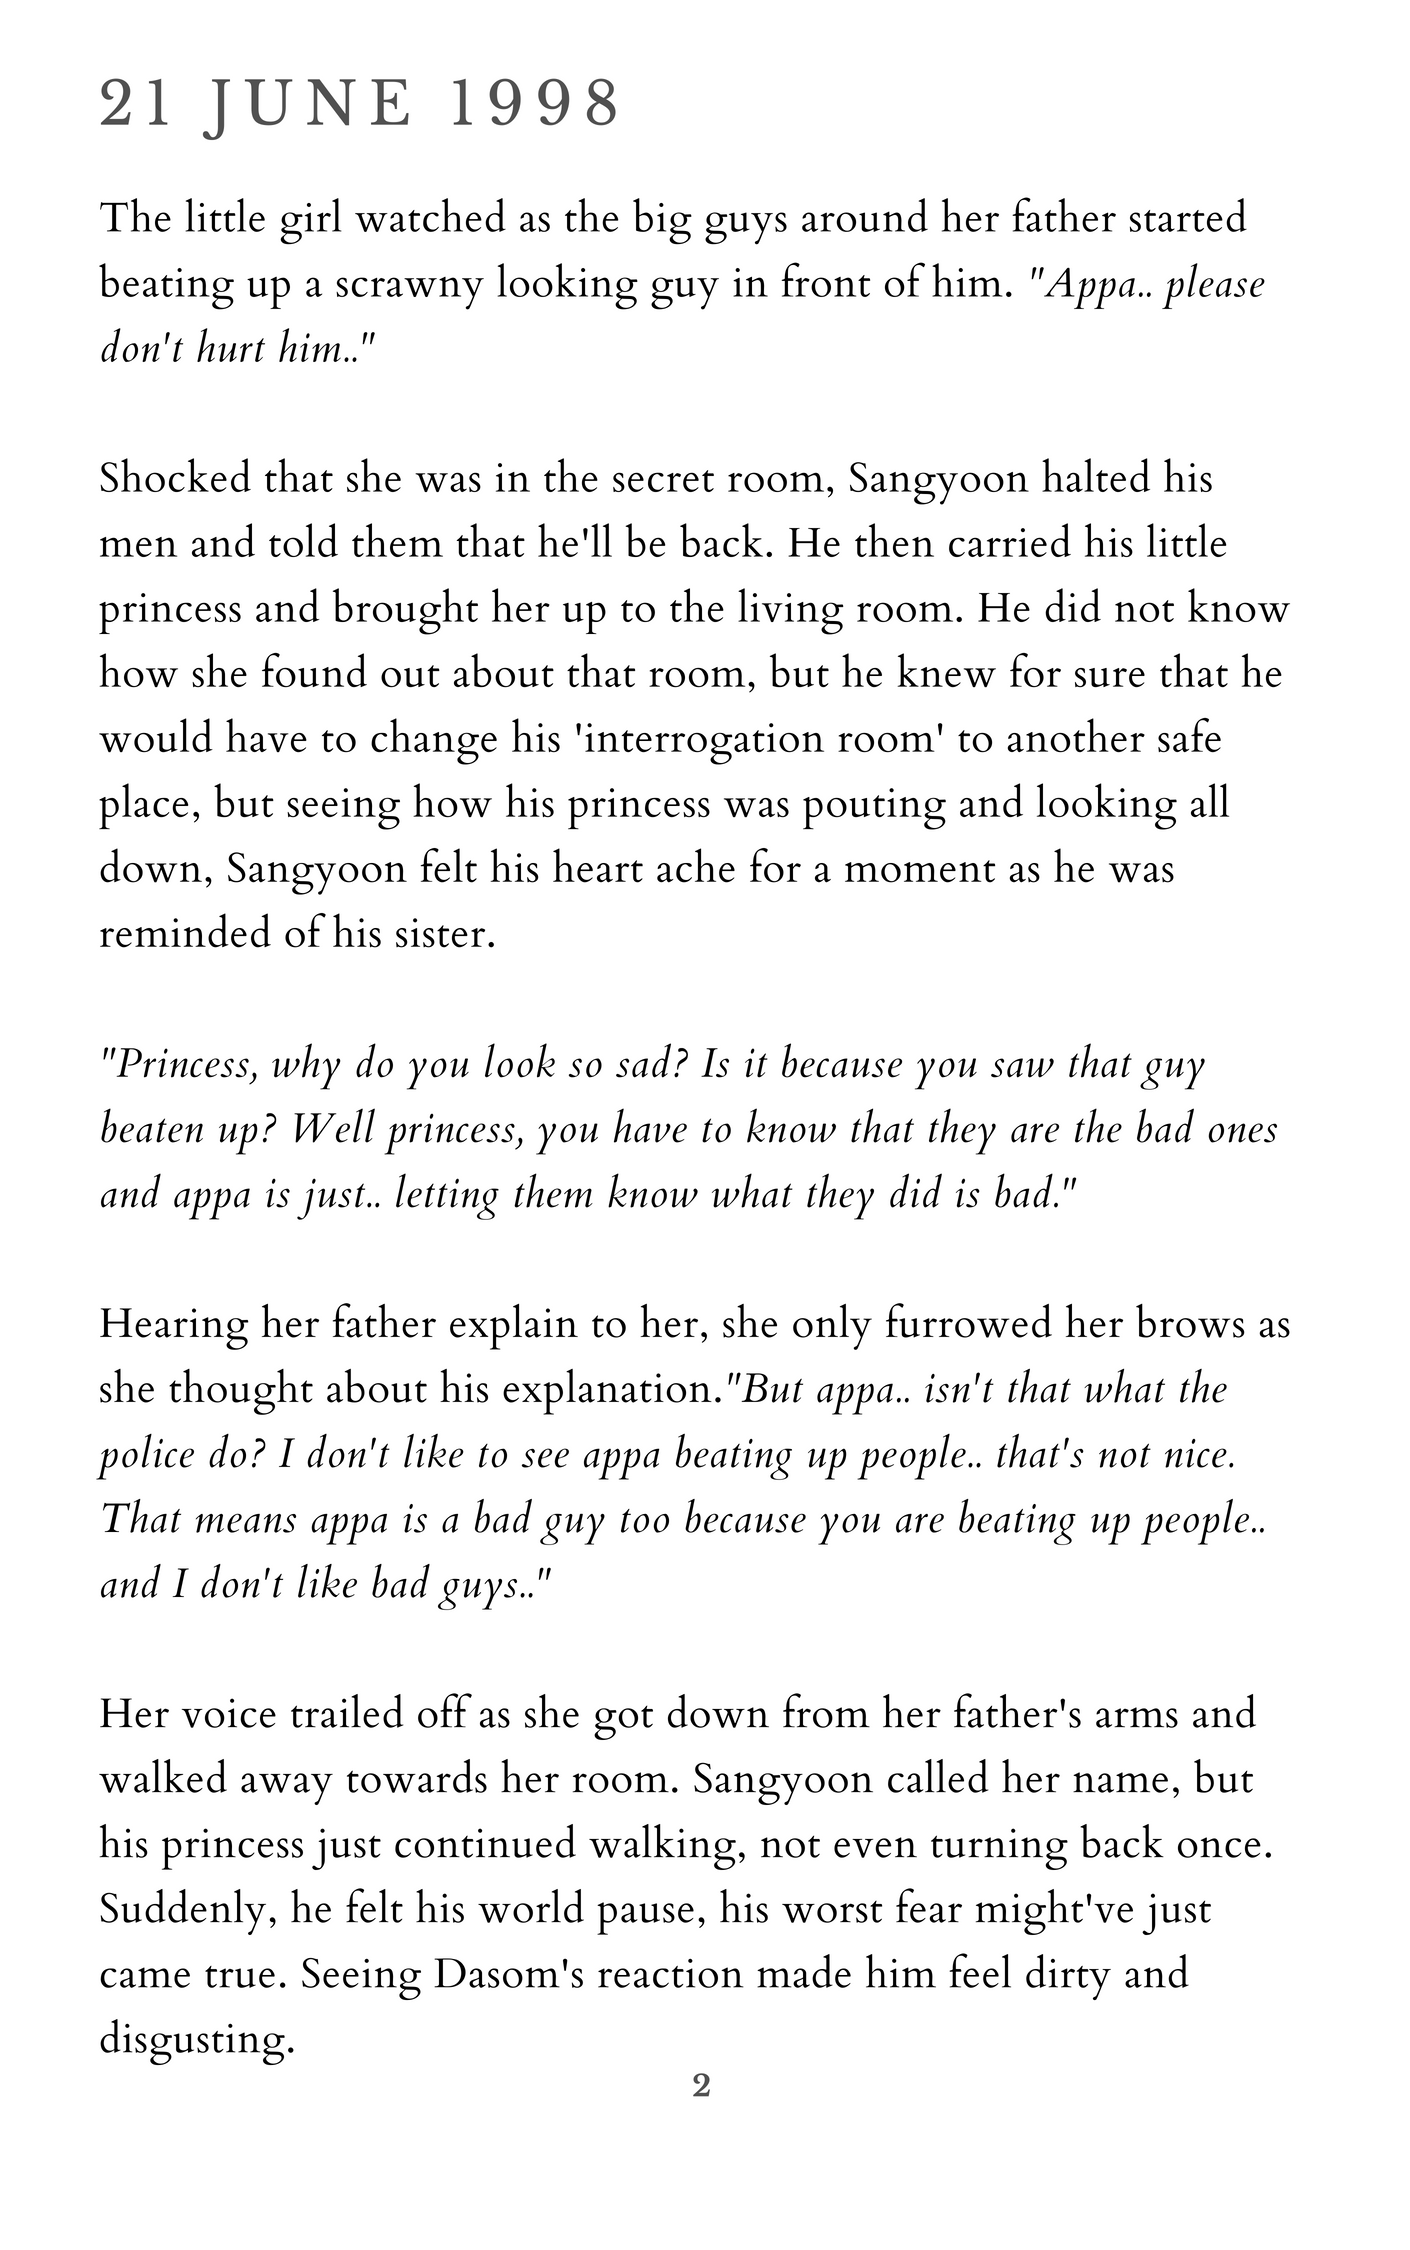 21 JUNE 1998
The little girl watched as the big guys around her father started
beating up a scrawny looking guy in front of him. "Appa.. please
don't hurt him.."
Shocked that she was in the secret room, Sangyoon halted his
men and told them that he'll be back. He then carried his little
princess and brought her up to the living room. He did not know
how she found out about that room, but he knew for sure that he
would have to change his 'interrogation room' to another safe
place, but seeing how his princess was pouting and looking all
down, Sangyoon felt his heart ache for a moment as he was
reminded of his sister.
"Princess, why do you look so sad? Is it because you saw that guy
beaten up? Well princess, you have to know that they are the bad ones
and appa is just.. letting them know what they did is bad."
Hearing her father explain to her, she only furrowed her brows as
she thought about his explanation."But appa.. isn't that what the
police do? I don't like to see appa beating up people.. that's not nice.
That means appa is a bad guy too because you are beating up people..
and I don't like bad guys.."
Her voice trailed off as she got down from her father's arms and
walked away towards her room. Sangyoon called her name, but
his princess just continued walking, not even turning back once.
Suddenly, he felt his world pause, his worst fear might've just
came true. Seeing Dasom's reaction made him feel dirty and
disgusting.
2